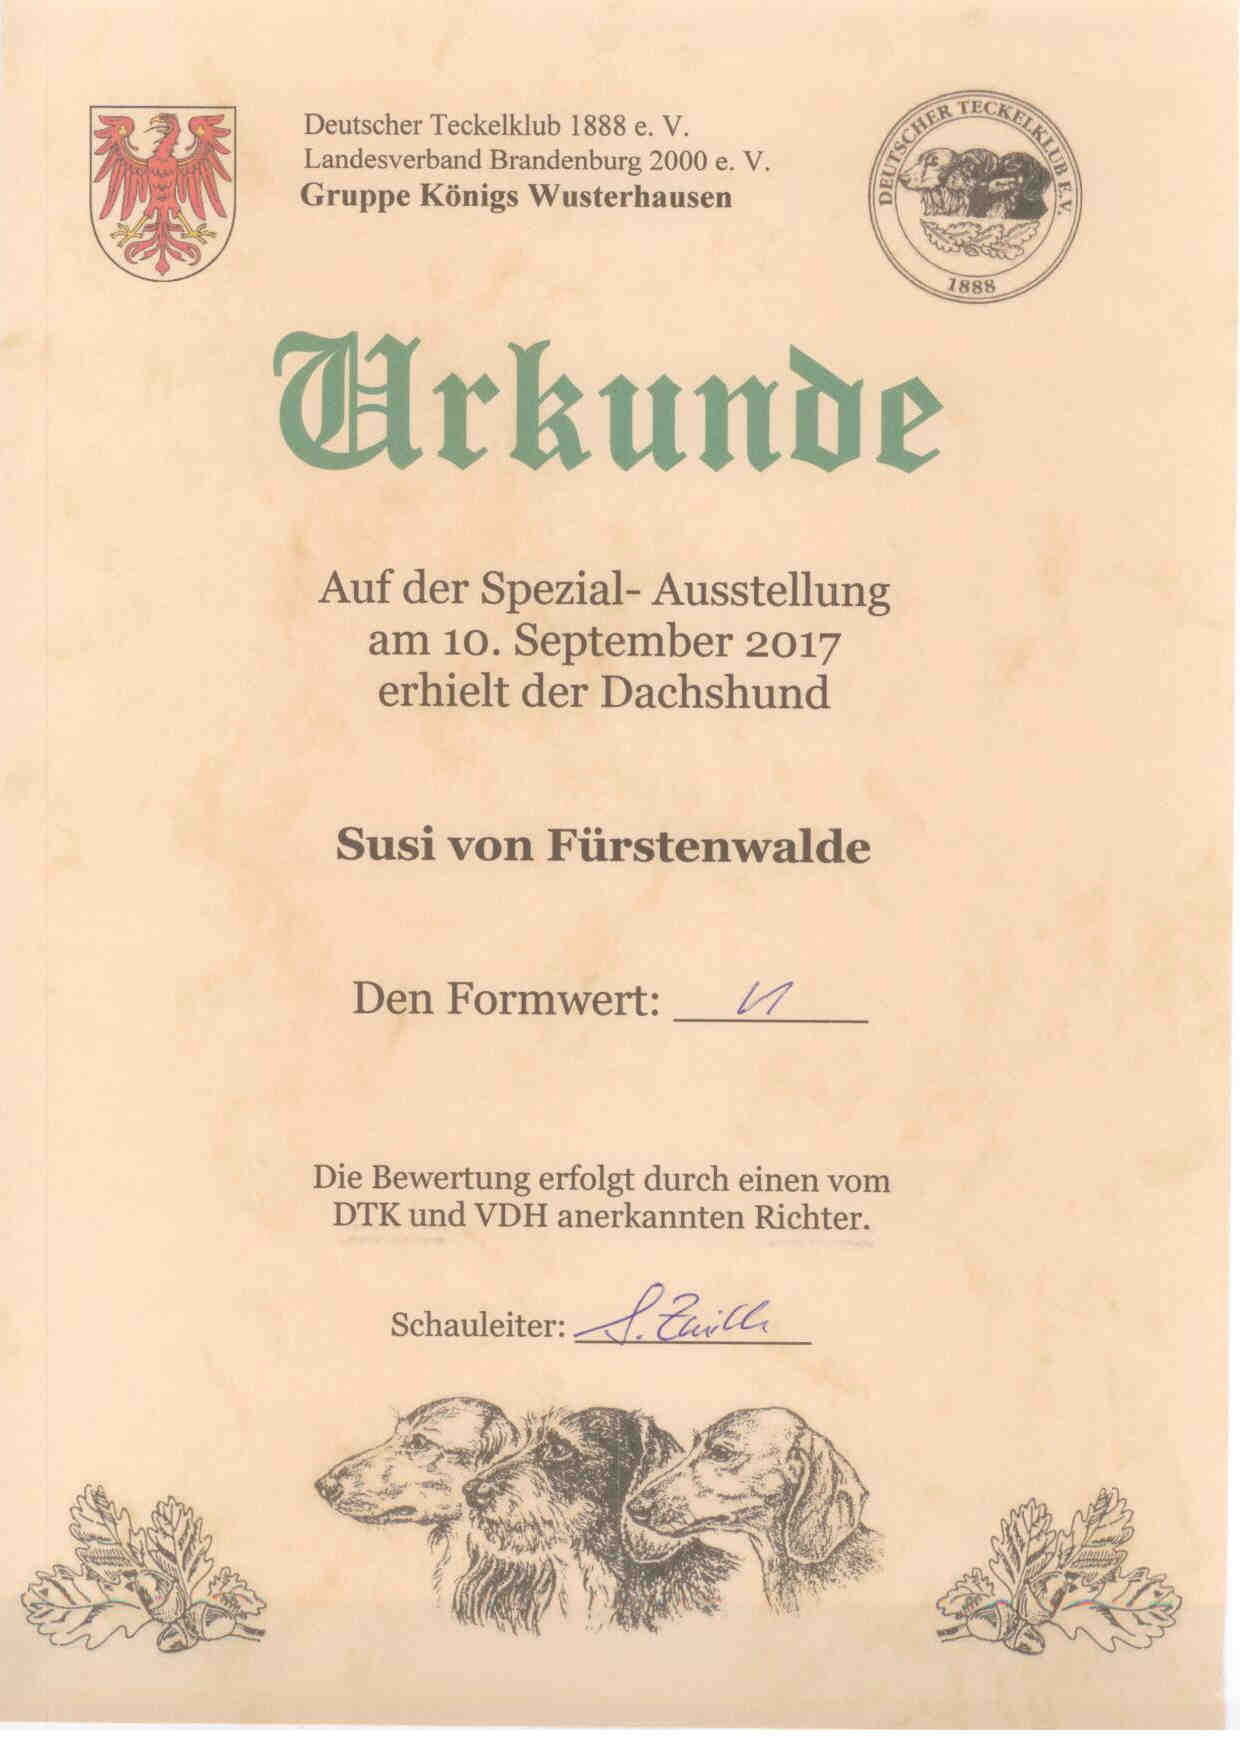 Deutscher Teckelklub 1888 e. V.
Landesverband Brandenburg 2000 e. V.
Gruppe Königs Wusterhausen
DEUTSCHER TECKELKLUB E.V.
1888
Urkunde
Auf der Spezial- Ausstellung
am 10. September 2017
erhielt der Dachshund
Susi von Fürstenwalde
Den Formwert: V
Die Bewertung erfolgt durch einen vom
DTK und VDH anerkannten Richter.
Schauleiter: